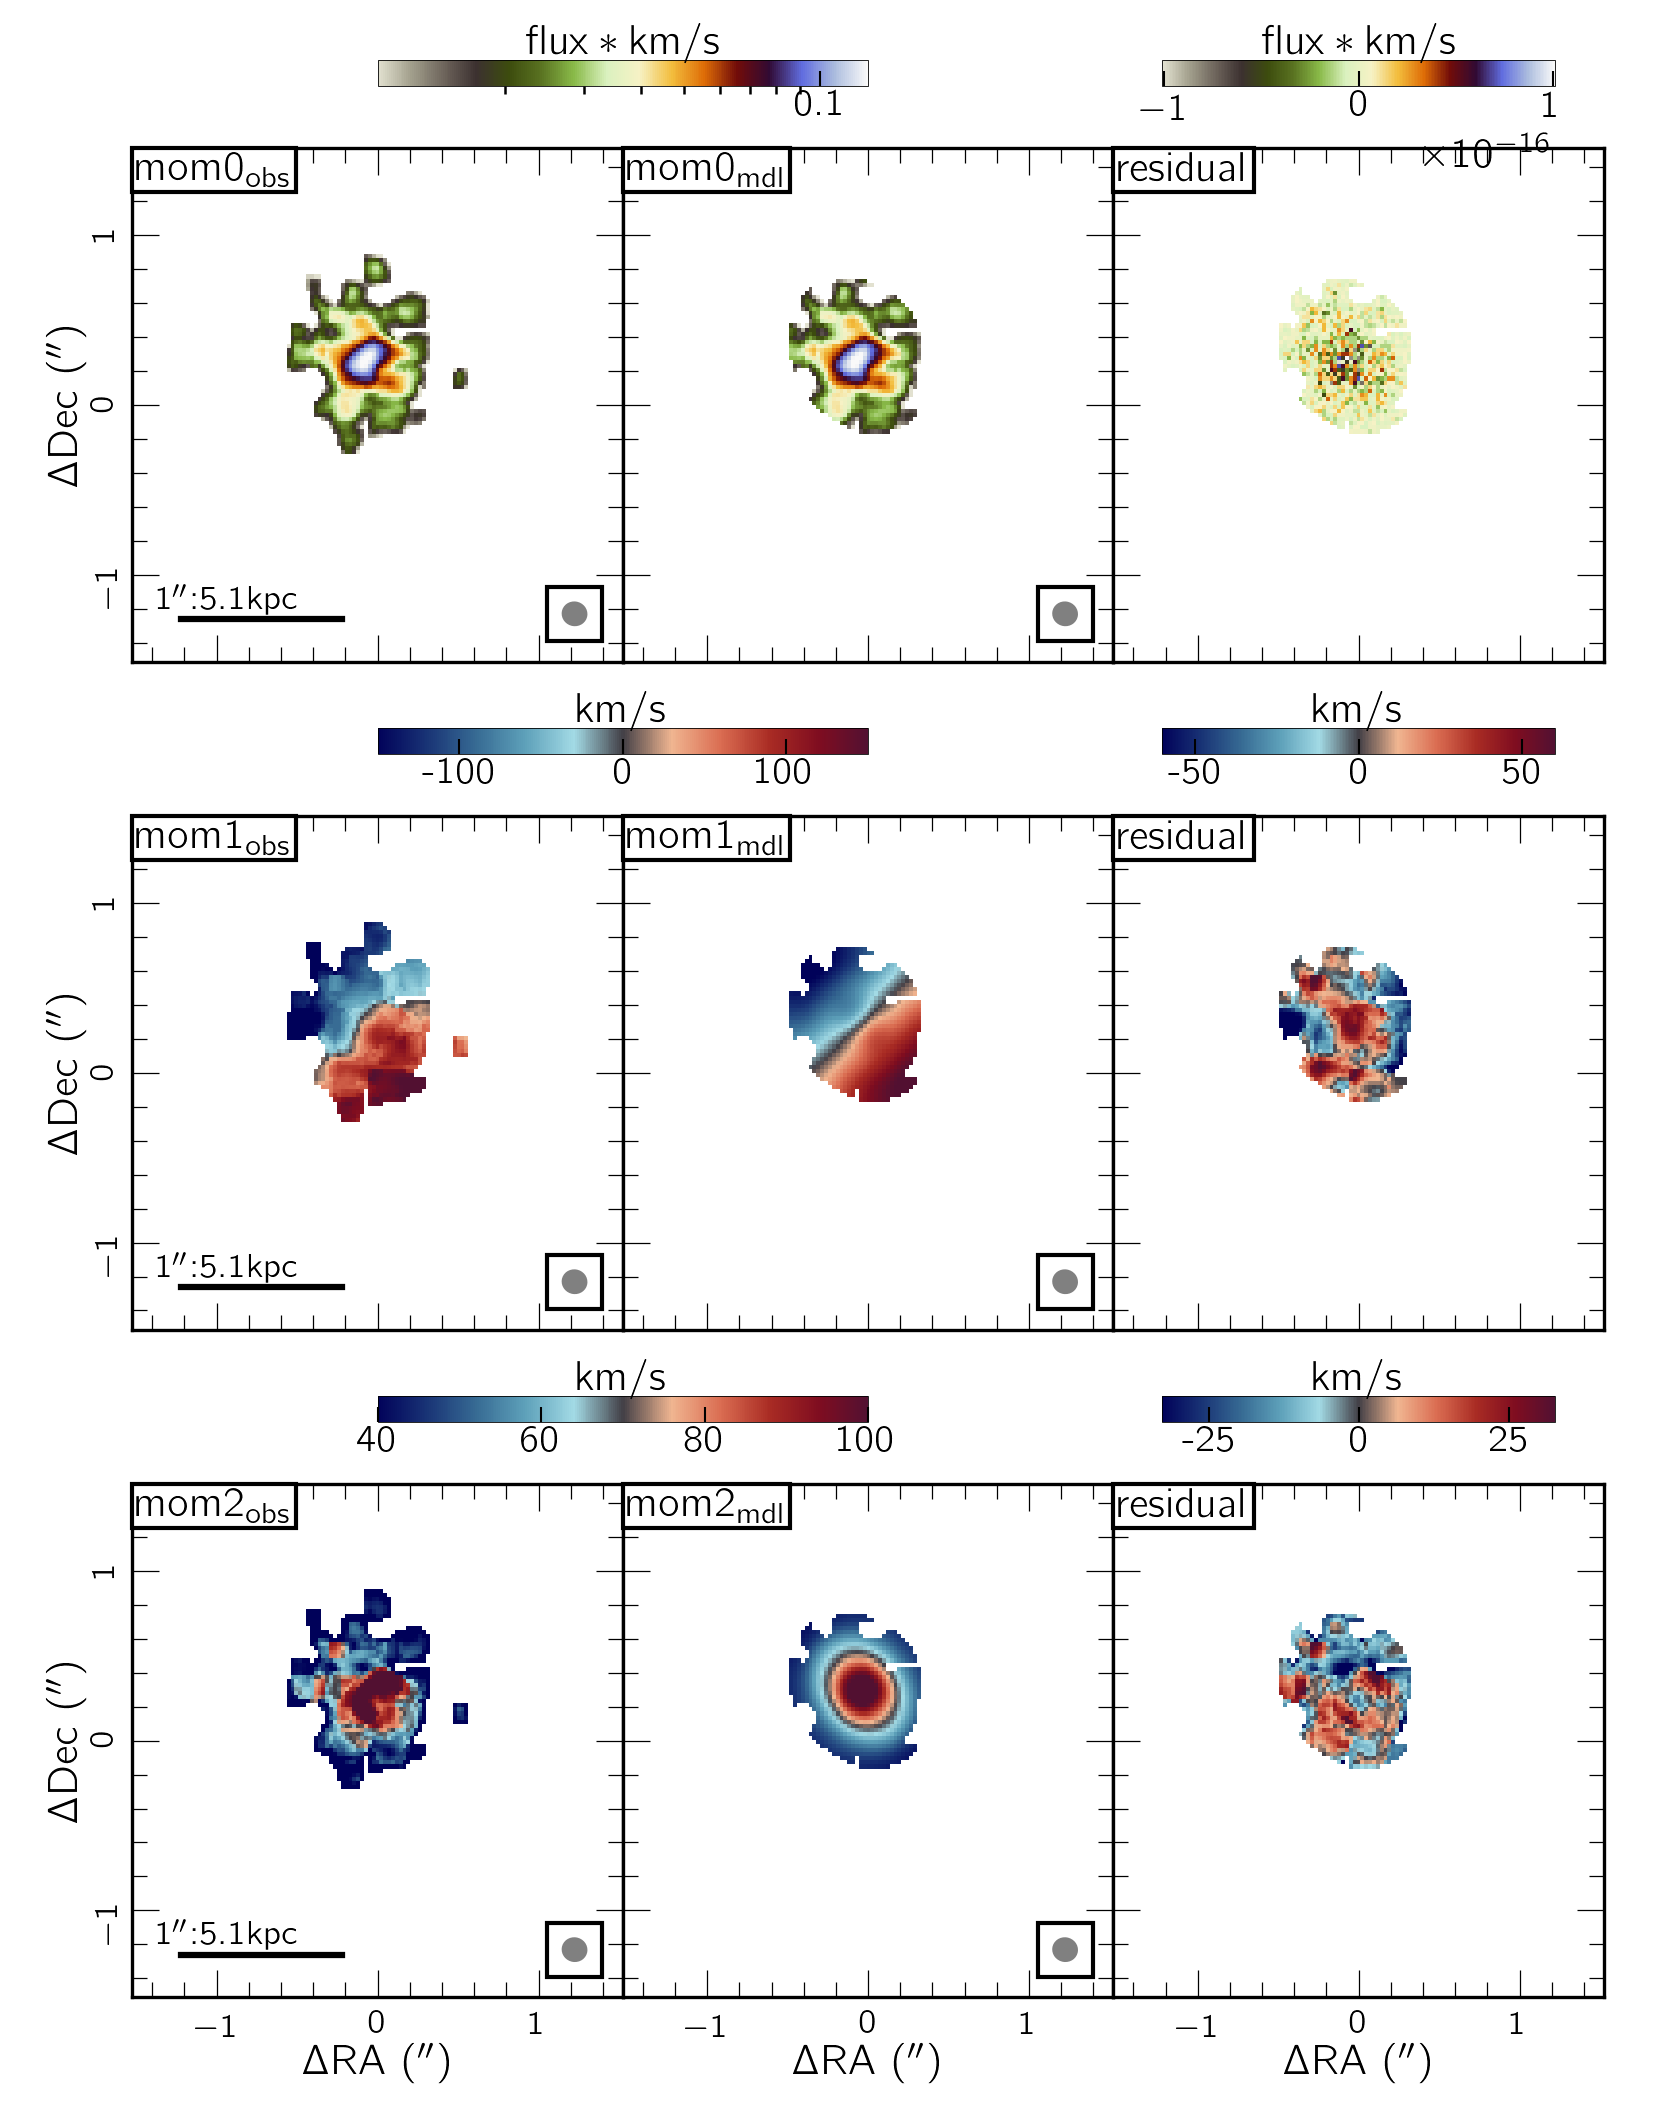 flux ∗ km/s flux ∗ km/s
0.1 −1 0 1
×10⁻¹⁶
mom0obs mom0mdl residual
1
ΔDec (″)
0
−1
1″:5.1kpc
km/s km/s
-100 0 100 -50 0 50
mom1obs mom1mdl residual
1
ΔDec (″)
0
−1
1″:5.1kpc
km/s km/s
40 60 80 100 -25 0 25
mom2obs mom2mdl residual
1
ΔDec (″)
0
−1
1″:5.1kpc
−1 0 1 −1 0 1 −1 0 1
ΔRA (″) ΔRA (″) ΔRA (″)